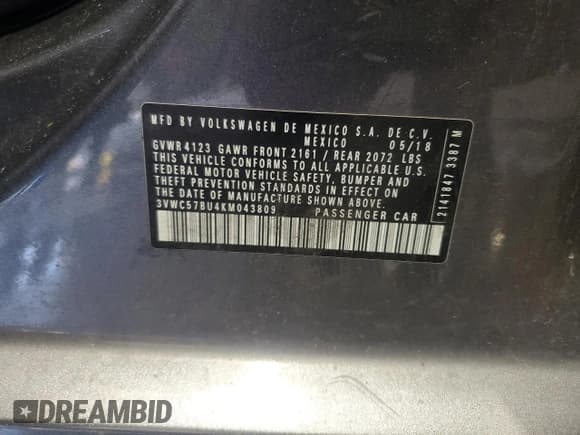 MFD BY VOLKSWAGEN DE MEXICO S.A. DE C.V.
MEXICO 05/18
GVWR 4123 GAWR FRONT 2161 / REAR 2072 LBS
THIS VEHICLE CONFORMS TO ALL APPLICABLE U.S.
FEDERAL MOTOR VEHICLE SAFETY, BUMPER AND
THEFT PREVENTION STANDARDS IN EFFECT ON
THE DATE OF MANUFACTURE SHOWN ABOVE.
3VWC57BU4KM043809 PASSENGER CAR
2141847 3387 M
DREAMBID